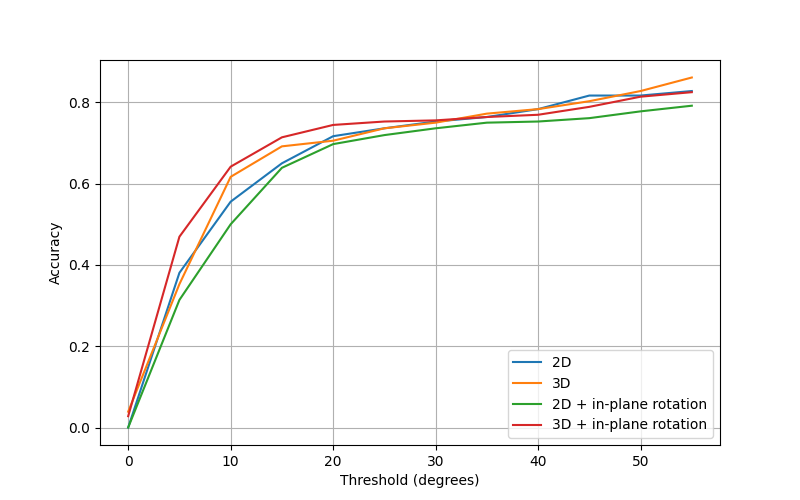 0.8
0.6
0.4
0.2
0.0
Accuracy
0 10 20 30 40 50
Threshold (degrees)
2D
3D
2D + in-plane rotation
3D + in-plane rotation